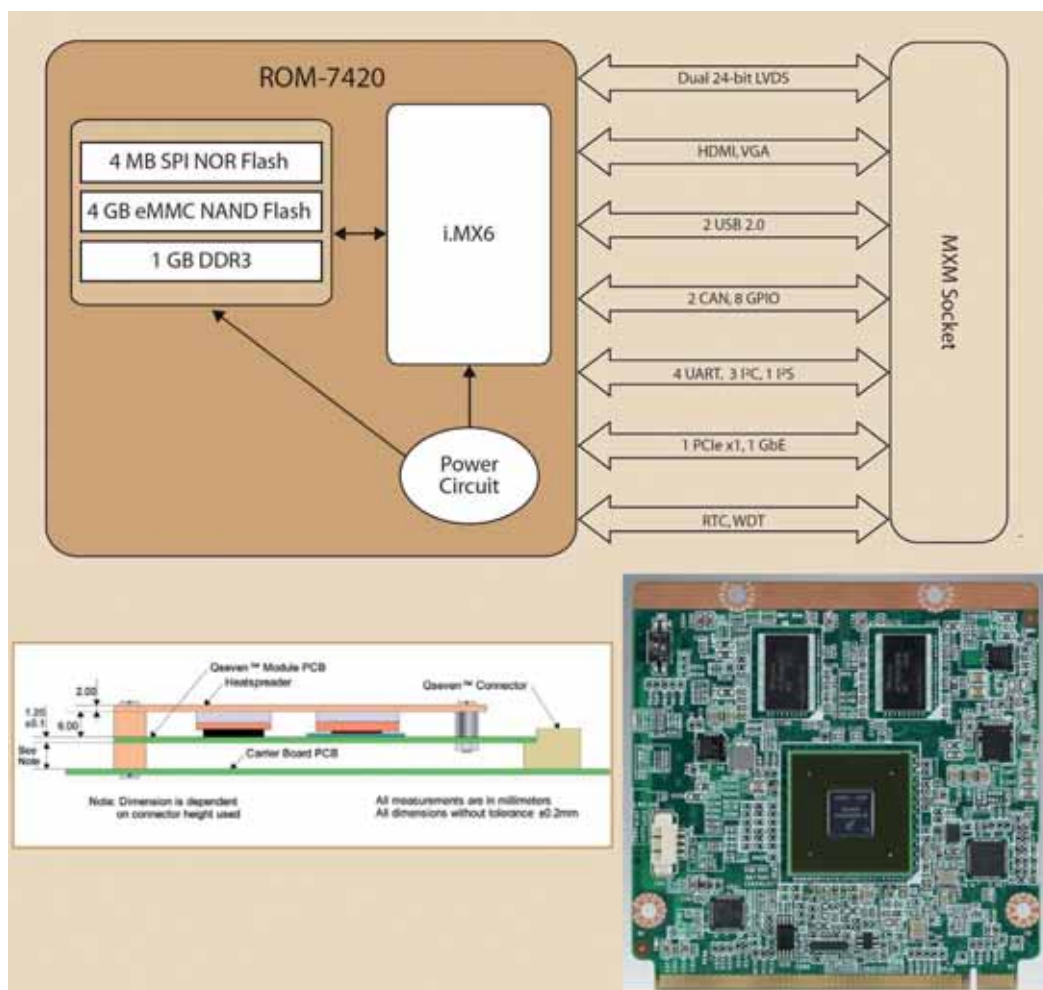 ROM-7420
4 MB SPI NOR Flash
4 GB eMMC NAND Flash
1 GB DDR3
i.MX6
Power
Circuit
Dual 24-bit LVDS
HDMI, VGA
2 USB 2.0
2 CAN, 8 GPIO
4 UART, 3 I²C, 1 I²S
1 PCIe x1, 1 GbE
RTC, WDT
MXM Socket
Qseven™ Module PCB
Heatspreader
Qseven™ Connector
2.00
1.20
±0.1
6.00
See
Note
Carrier Board PCB
Note: Dimension is dependent
on connector height used
All measurements are in millimeters
All dimensions without tolerance ±0.2mm